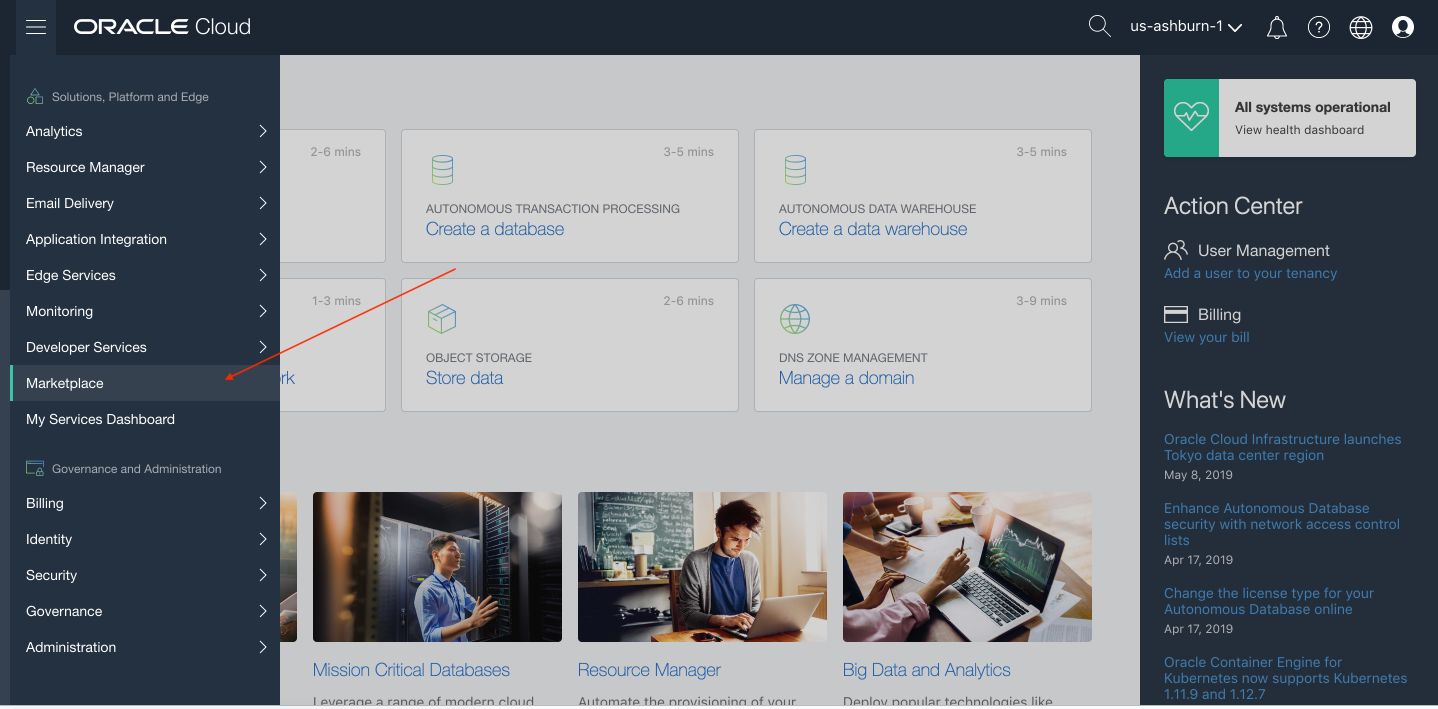 ORACLE Cloud
us-ashburn-1
Solutions, Platform and Edge
Analytics
Resource Manager
Email Delivery
Application Integration
Edge Services
Monitoring
Developer Services
Marketplace
My Services Dashboard
Governance and Administration
Billing
Identity
Security
Governance
Administration
2-6 mins
3-5 mins
AUTONOMOUS TRANSACTION PROCESSING
Create a database
3-5 mins
AUTONOMOUS DATA WAREHOUSE
Create a data warehouse
1-3 mins
rk
2-6 mins
OBJECT STORAGE
Store data
3-9 mins
DNS ZONE MANAGEMENT
Manage a domain
Mission Critical Databases
Leverage a range of modern cloud
Resource Manager
Automate the provisioning of your
Big Data and Analytics
Deploy popular technologies like
All systems operational
View health dashboard
Action Center
User Management
Add a user to your tenancy
Billing
View your bill
What's New
Oracle Cloud Infrastructure launches
Tokyo data center region
May 8, 2019
Enhance Autonomous Database
security with network access control
lists
Apr 17, 2019
Change the license type for your
Autonomous Database online
Apr 17, 2019
Oracle Container Engine for
Kubernetes now supports Kubernetes
1.11.9 and 1.12.7